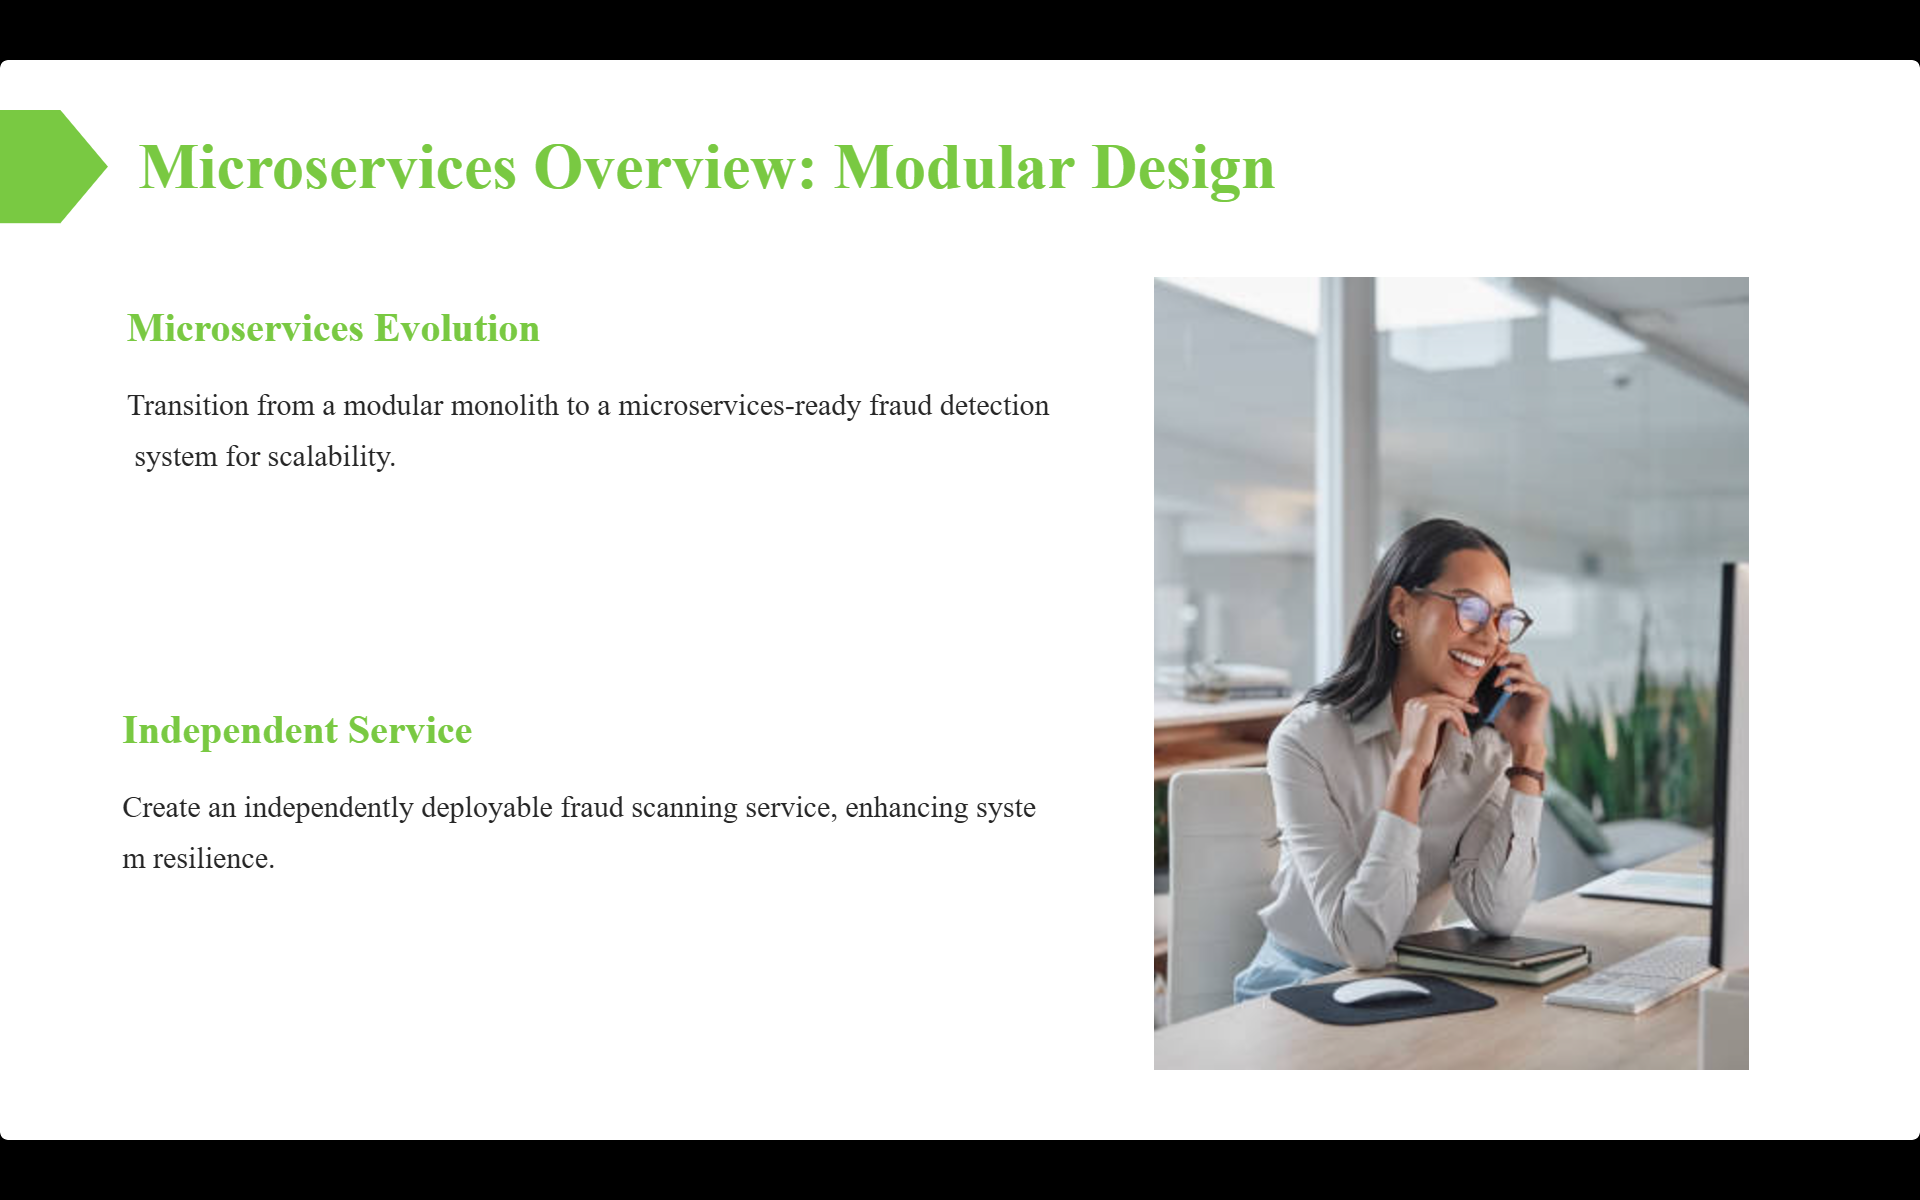 Microservices Overview: Modular Design
Microservices Evolution
Transition from a modular monolith to a microservices-ready fraud detection
system for scalability.
Independent Service
Create an independently deployable fraud scanning service, enhancing syste
m resilience.